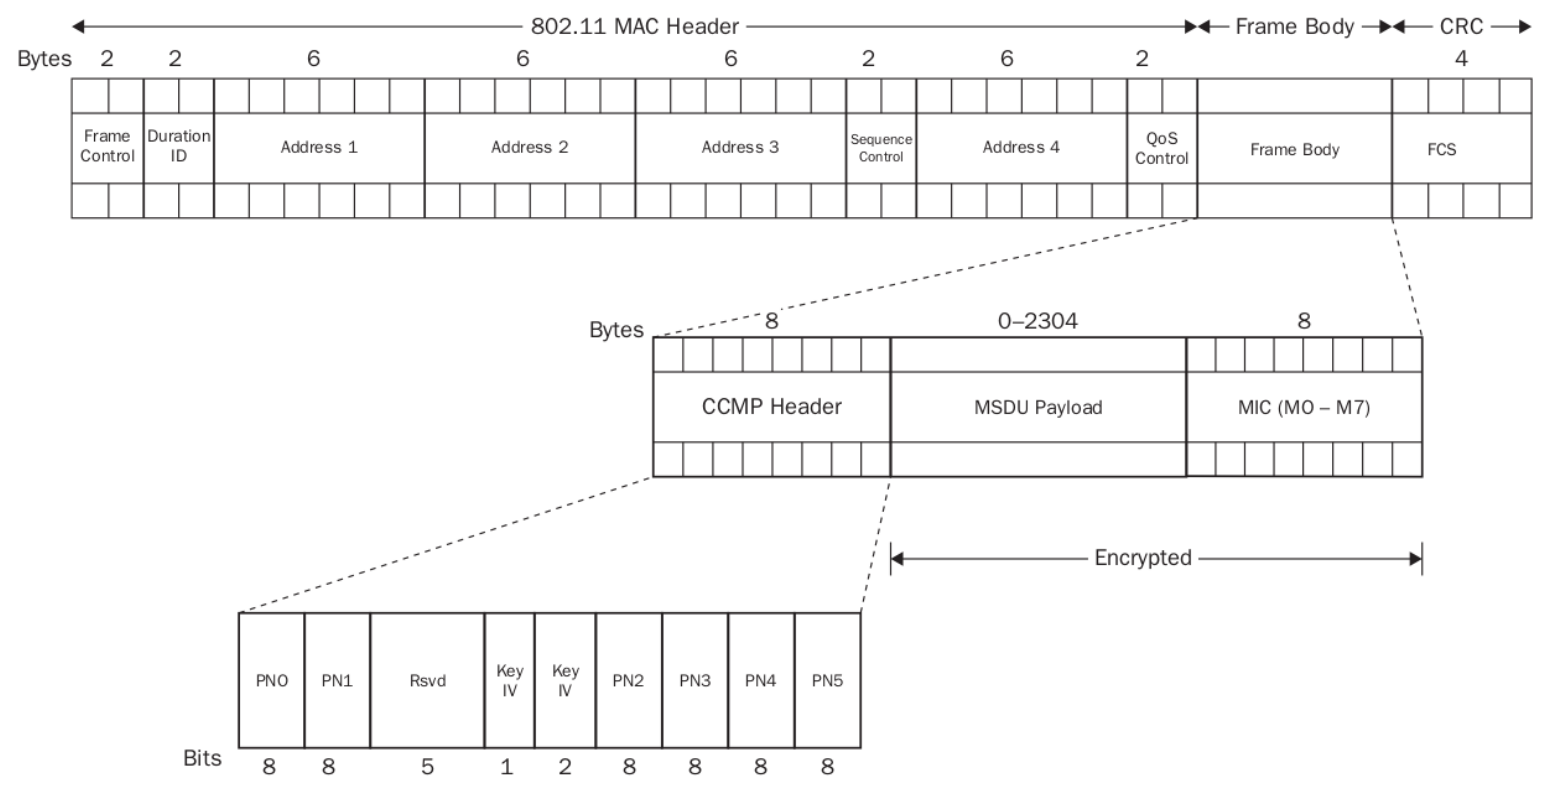 802.11 MAC Header Frame Body CRC
Bytes 2 2 6 6 6 2 6 2 4
Frame Control
Duration ID
Address 1
Address 2
Address 3
Sequence Control
Address 4
QoS Control
Frame Body
FCS
Bytes 8 0–2304 8
CCMP Header
MSDU Payload
MIC (M0 – M7)
Encrypted
PN0
PN1
Rsvd
Key IV
Key IV
PN2
PN3
PN4
PN5
Bits 8 8 5 1 2 8 8 8 8